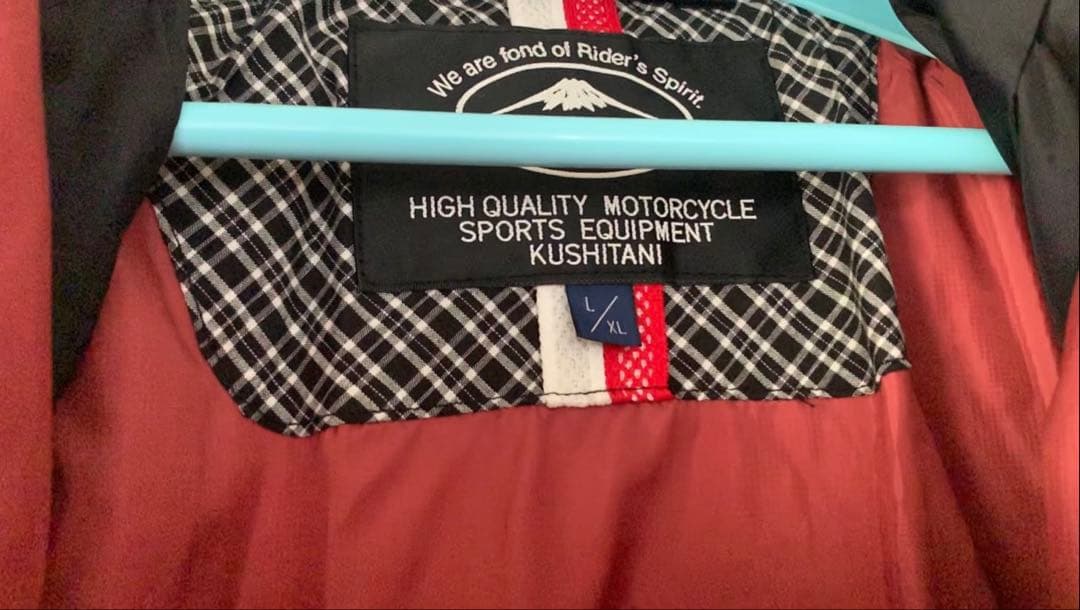 We are fond of Rider's Spirit.
HIGH QUALITY MOTORCYCLE
SPORTS EQUIPMENT
KUSHITANI
L/XL